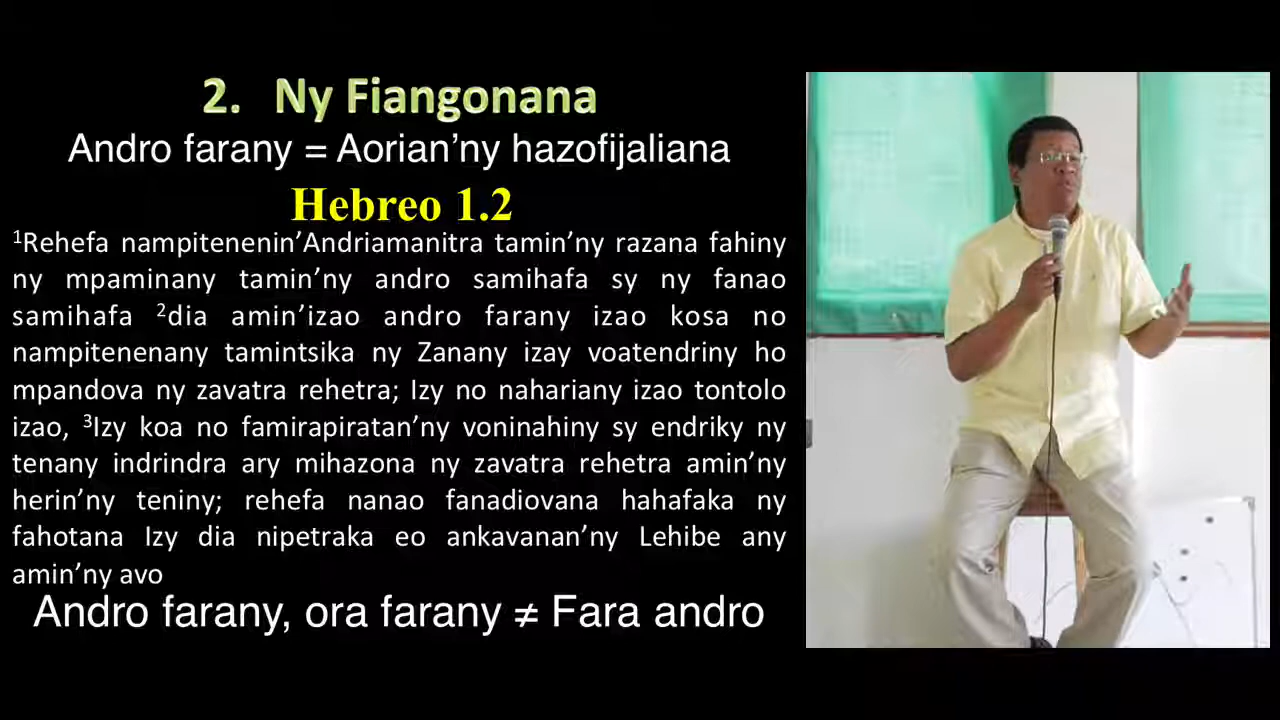 2. Ny Fiangonana
Andro farany = Aorian’ny hazofijaliana
Hebreo 1.2
¹Rehefa nampitenenin’Andriamanitra tamin’ny razana fahiny
ny mpaminany tamin’ny andro samihafa sy ny fanao
samihafa ²dia amin’izao andro farany izao kosa no
nampitenenany tamintsika ny Zanany izay voatendriny ho
mpandova ny zavatra rehetra; Izy no nahariany izao tontolo
izao, ³Izy koa no famirapiratan’ny voninahiny sy endriky ny
tenany indrindra ary mihazona ny zavatra rehetra amin’ny
herin’ny teniny; rehefa nanao fanadiovana hahafaka ny
fahotana Izy dia nipetraka eo ankavanan’ny Lehibe any
amin’ny avo
Andro farany, ora farany ≠ Fara andro